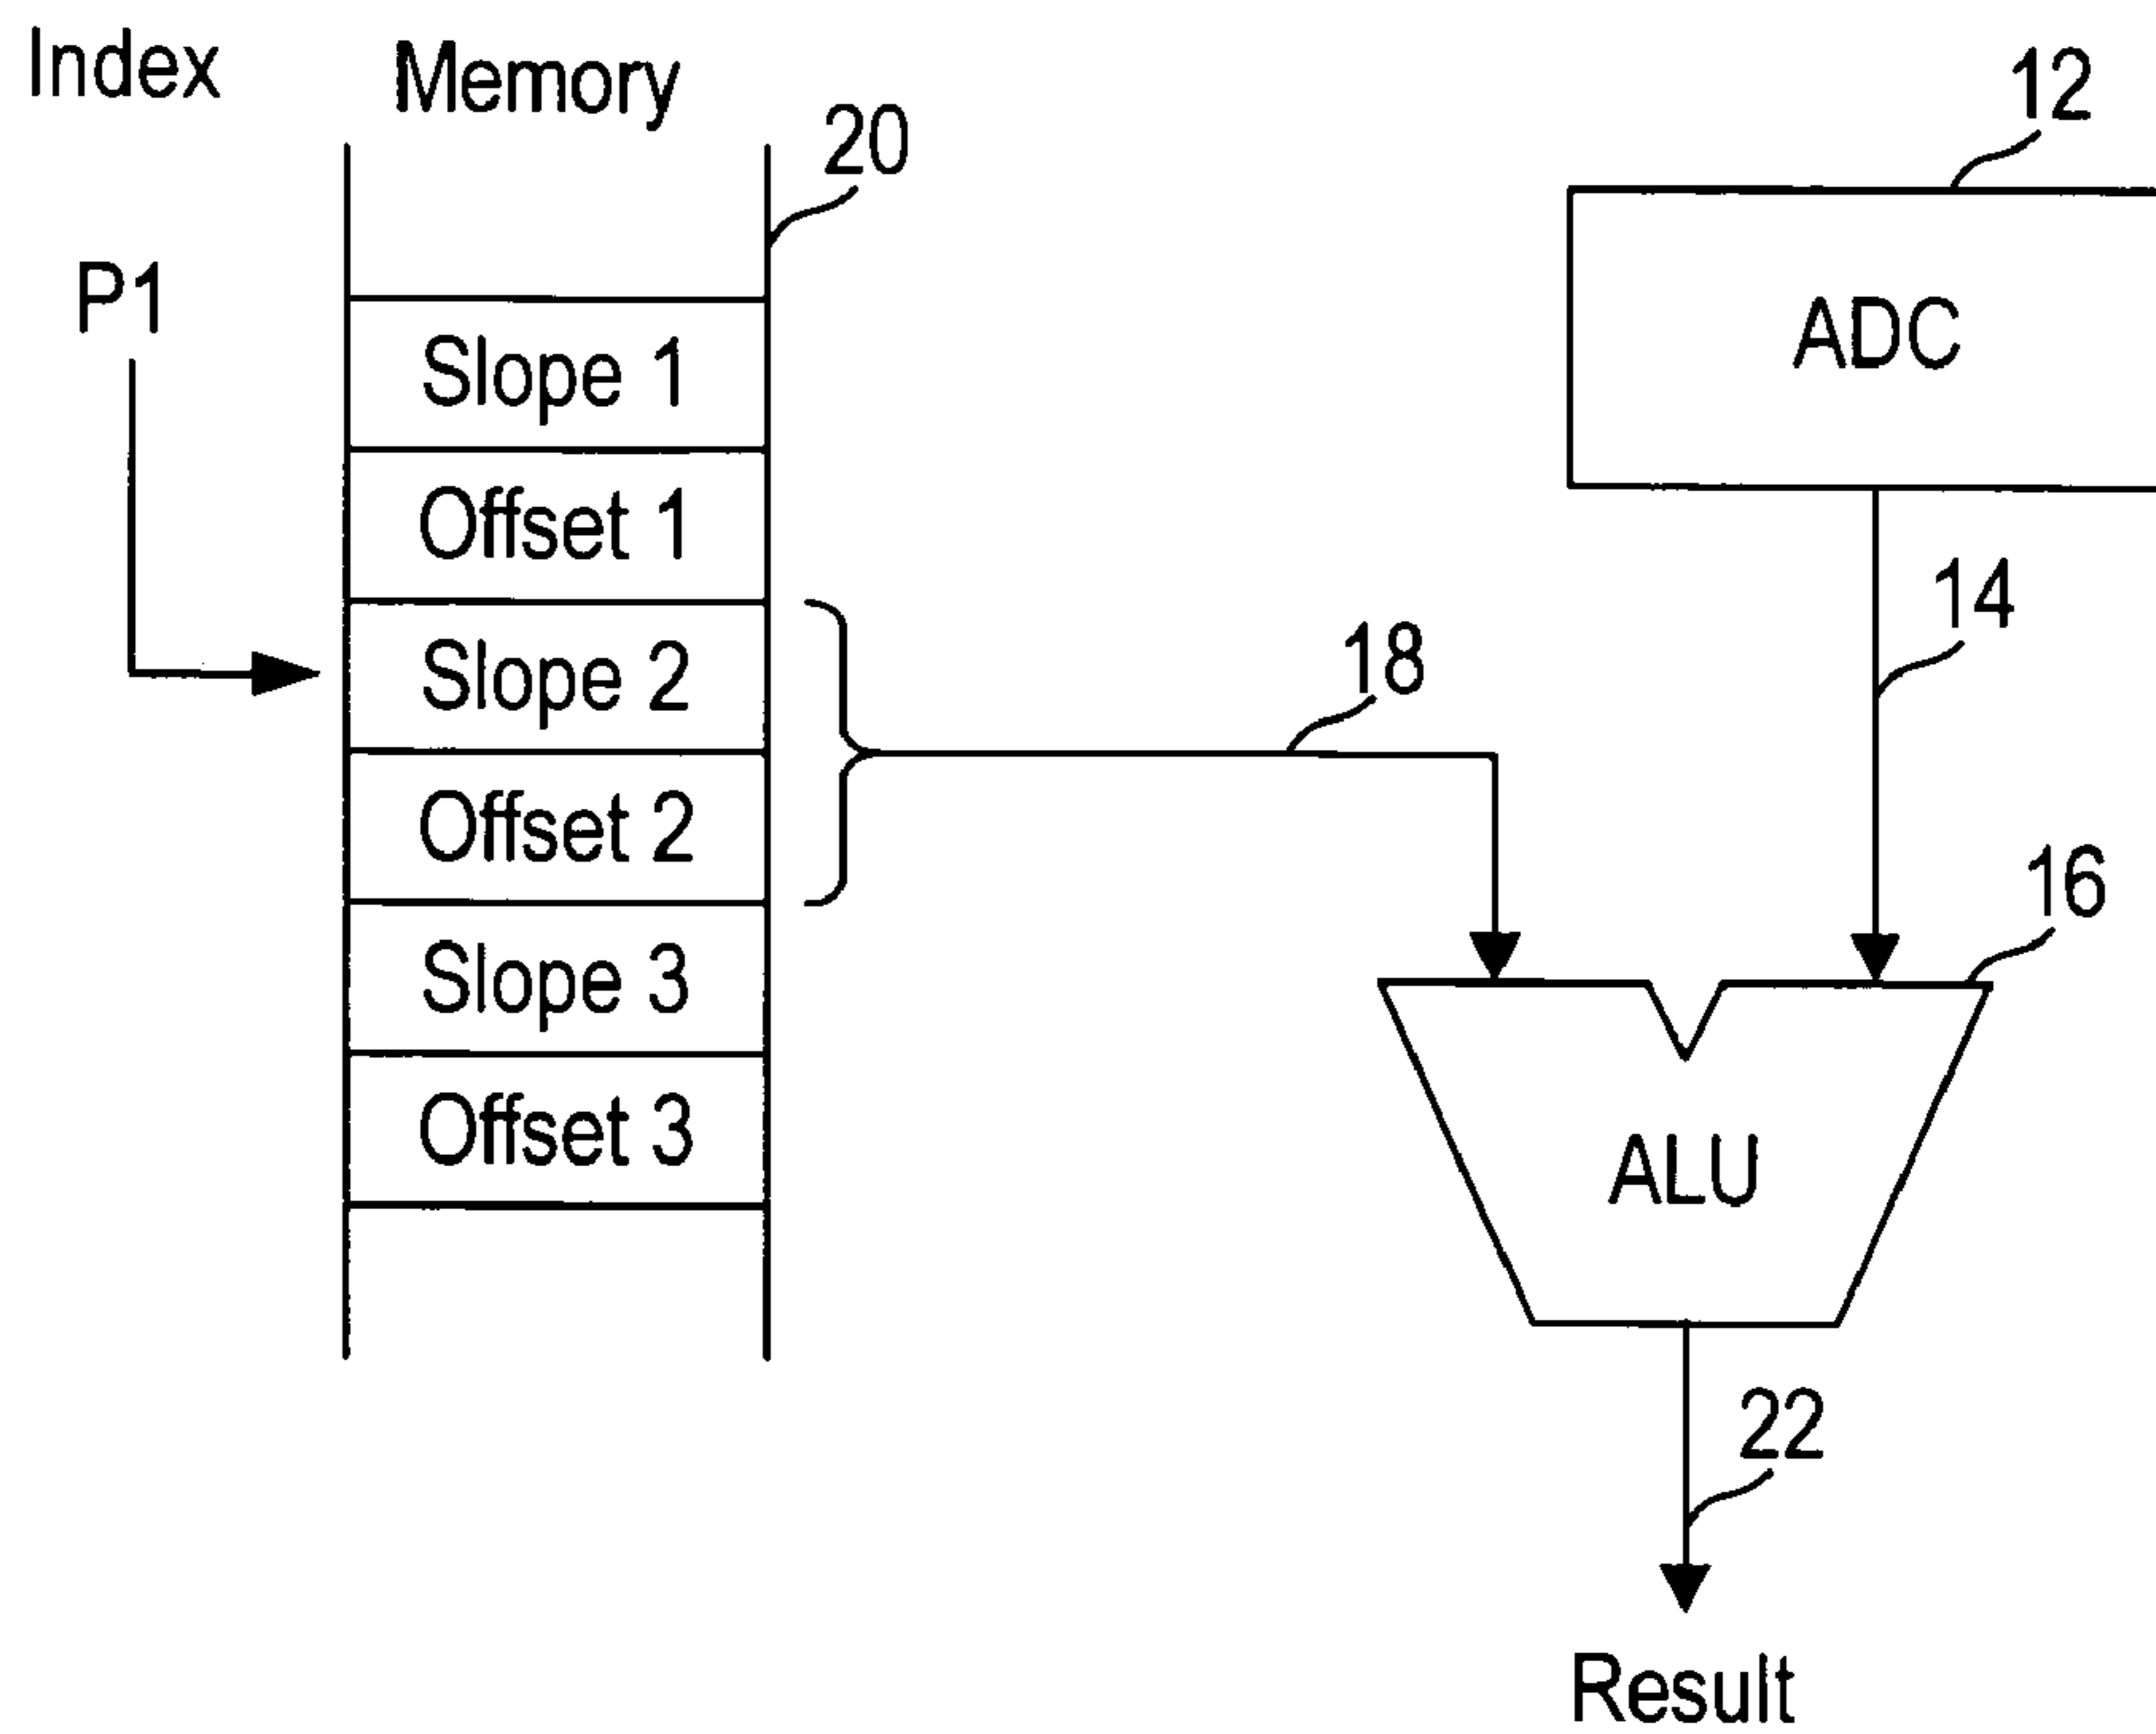 Index
Memory
20
P1
Slope 1
Offset 1
Slope 2
Offset 2
Slope 3
Offset 3
18
12
ADC
14
16
ALU
22
Result